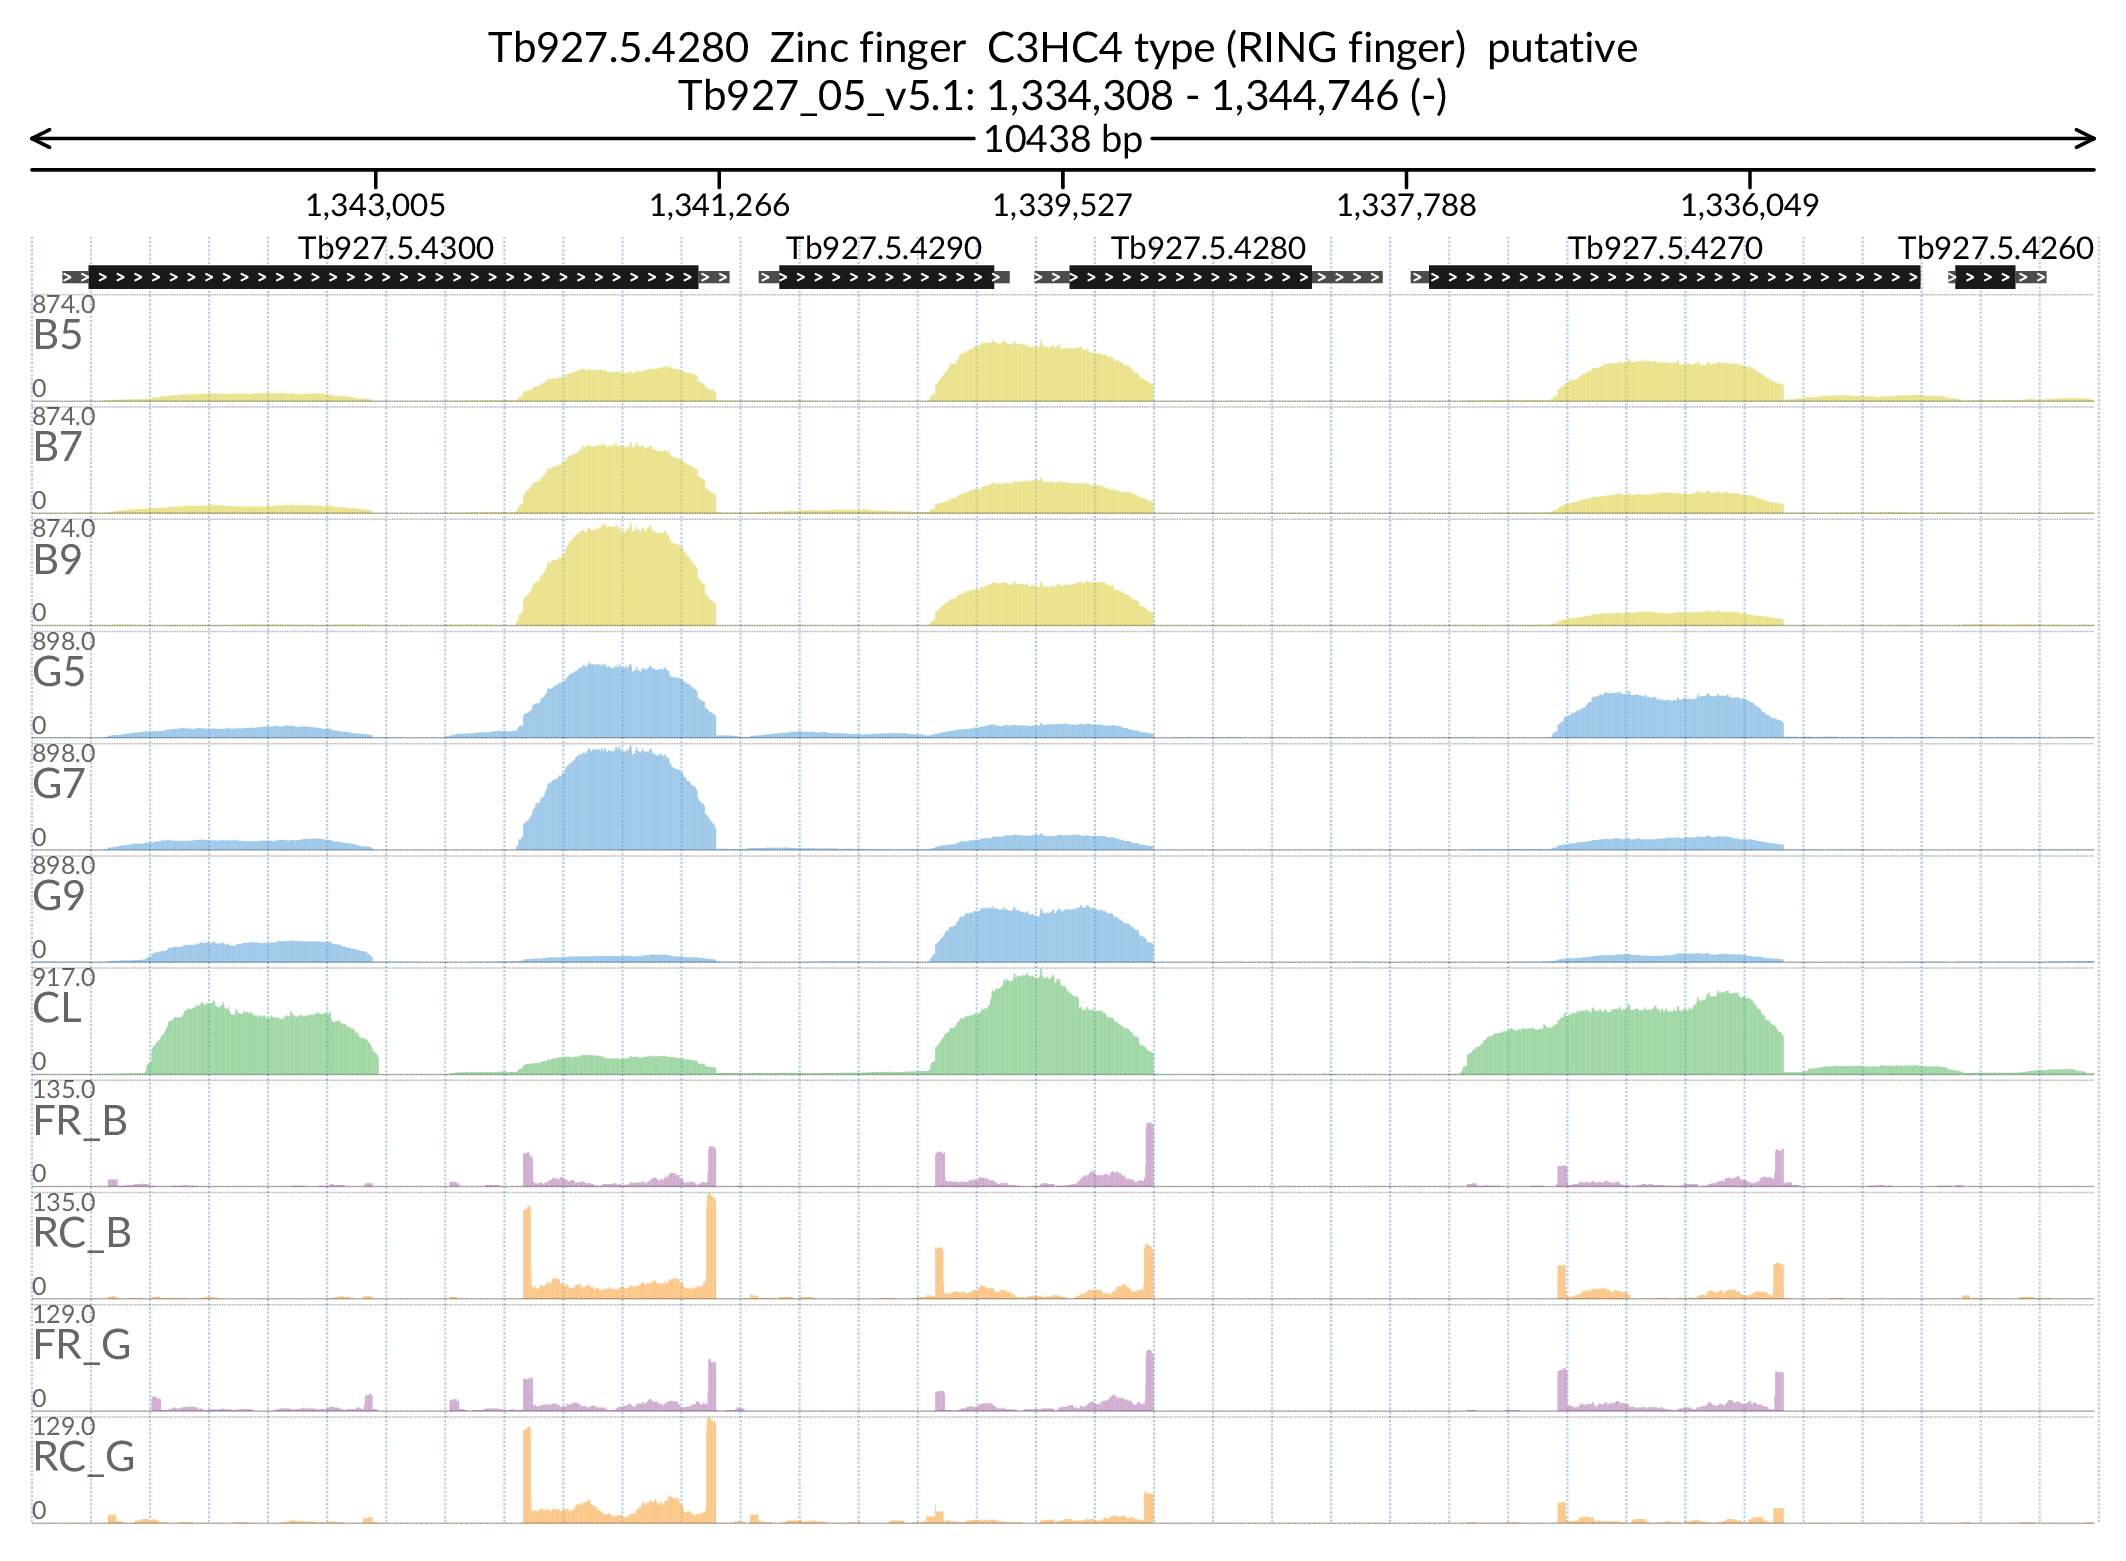 Tb927.5.4280  Zinc finger  C3HC4 type (RING finger)  putative
Tb927_05_v5.1: 1,334,308 - 1,344,746 (-)
10438 bp
1,343,005 1,341,266 1,339,527 1,337,788 1,336,049
Tb927.5.4300 Tb927.5.4290 Tb927.5.4280 Tb927.5.4270 Tb927.5.4260
874.0
B5
0
874.0
B7
0
874.0
B9
0
898.0
G5
0
898.0
G7
0
898.0
G9
0
917.0
CL
0
135.0
FR_B
0
135.0
RC_B
0
129.0
FR_G
0
129.0
RC_G
0